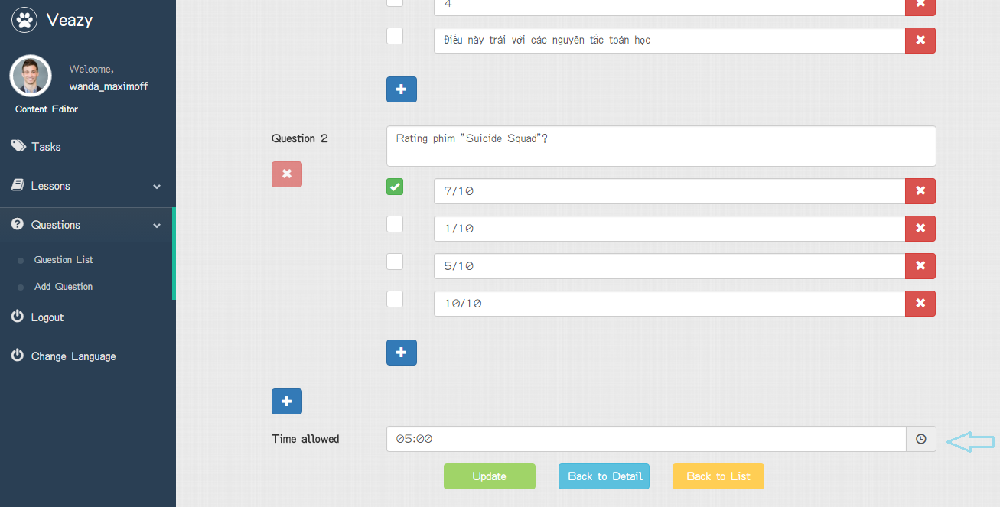 Veazy
Welcome,
wanda_maximoff
Content Editor
Tasks
Lessons
Questions
Question List
Add Question
Logout
Change Language
4
Điều này trái với các nguyên tắc toán học
Question 2
Rating phim "Suicide Squad"?
7/10
1/10
5/10
10/10
Time allowed
05:00
Update
Back to Detail
Back to List